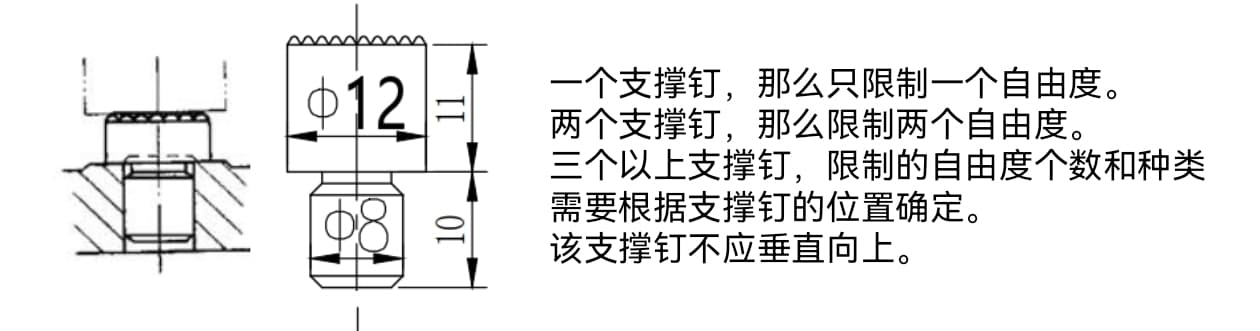 一个支撑钉，那么只限制一个自由度。
两个支撑钉，那么限制两个自由度。
三个以上支撑钉，限制的自由度个数和种类
需要根据支撑钉的位置确定。
该支撑钉不应垂直向上。
⌀12
11
⌀8
10